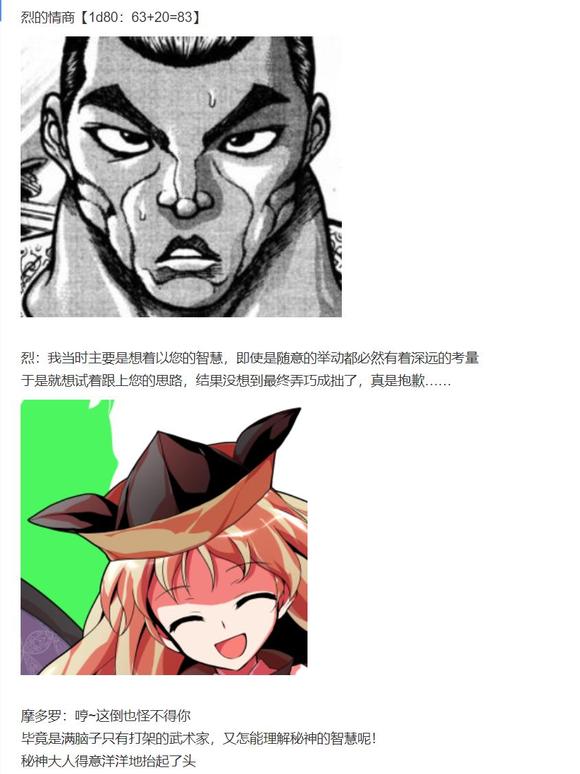 烈的情商【1d80：63+20=83】
烈：我当时主要是想着以您的智慧，即使是随意的举动都必然有着深远的考量
于是就想试着跟上您的思路，结果没想到最终弄巧成拙了，真是抱歉……
摩多罗：哼~这倒也怪不得你
毕竟是满脑子只有打架的武术家，又怎能理解秘神的智慧呢！
秘神大人得意洋洋地抬起了头